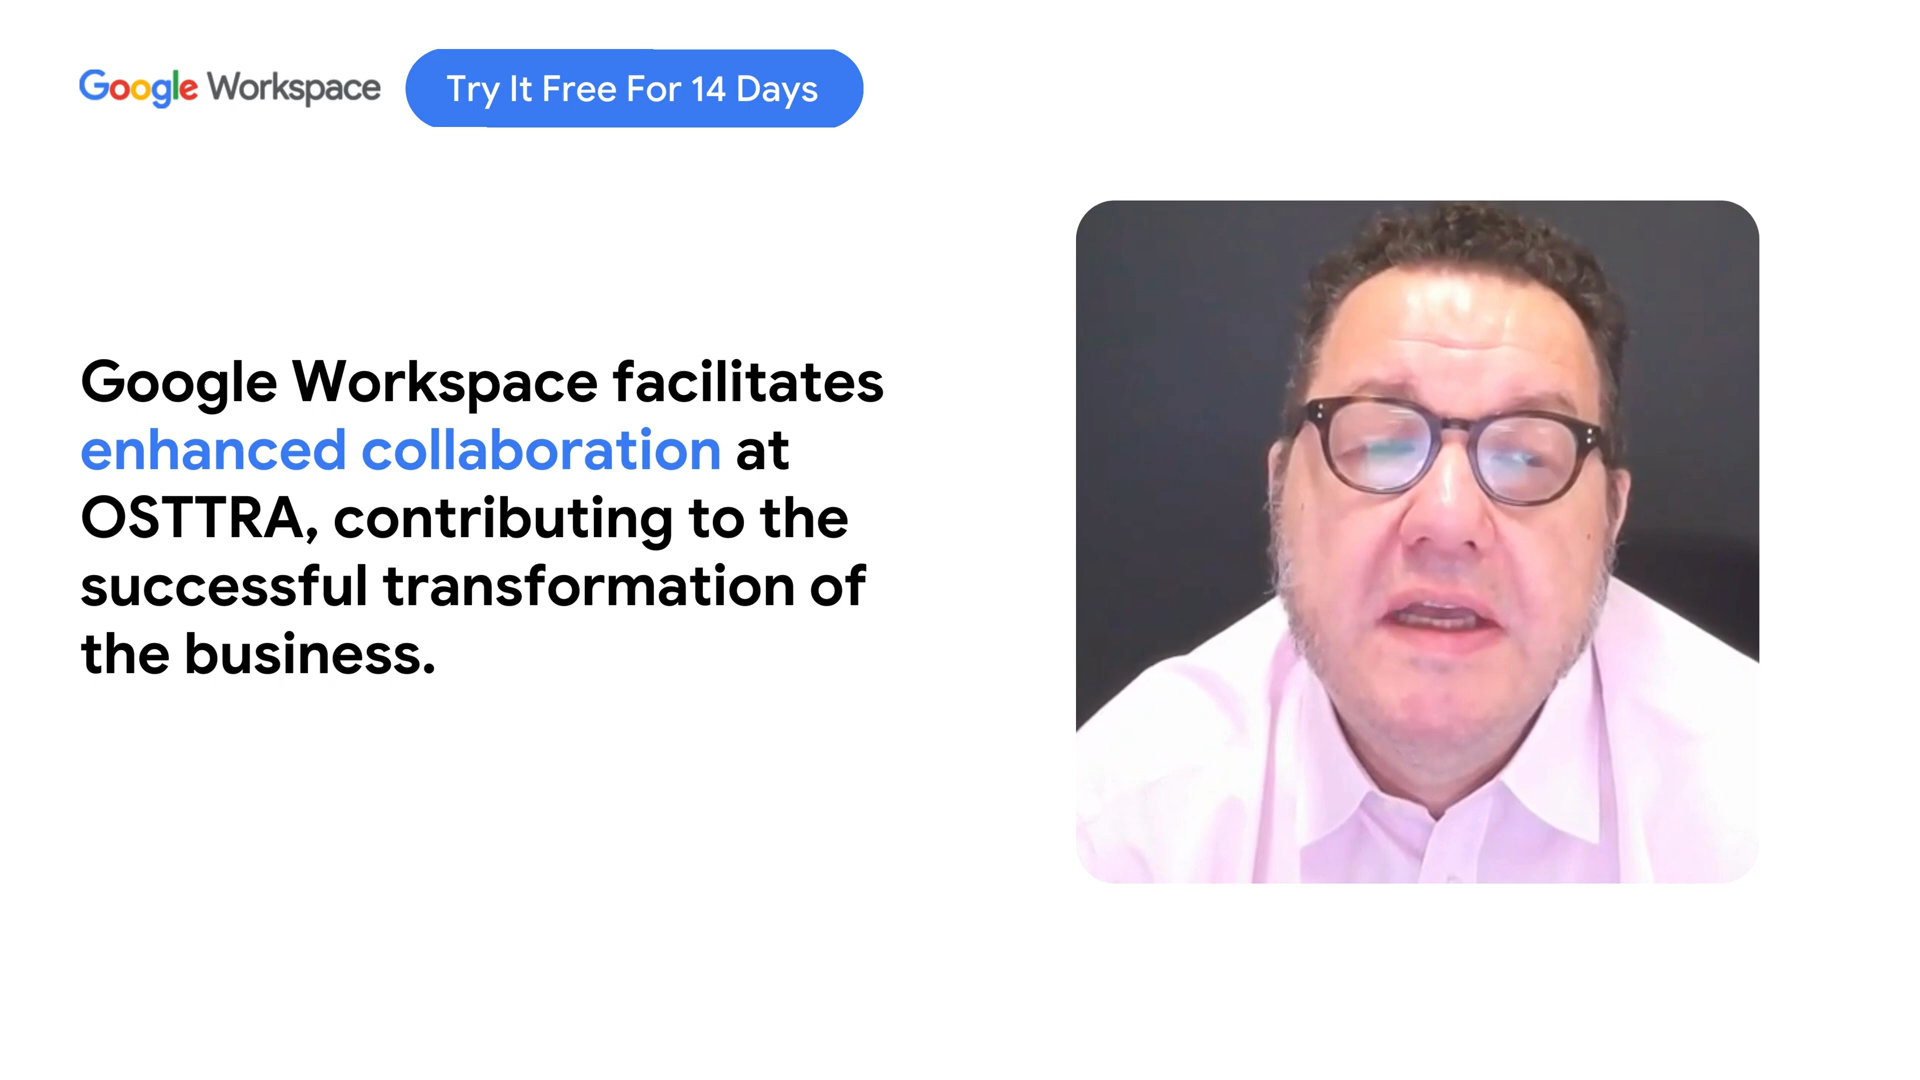 Google Workspace
Try It Free For 14 Days
Google Workspace facilitates
enhanced collaboration at
OSTTRA, contributing to the
successful transformation of
the business.